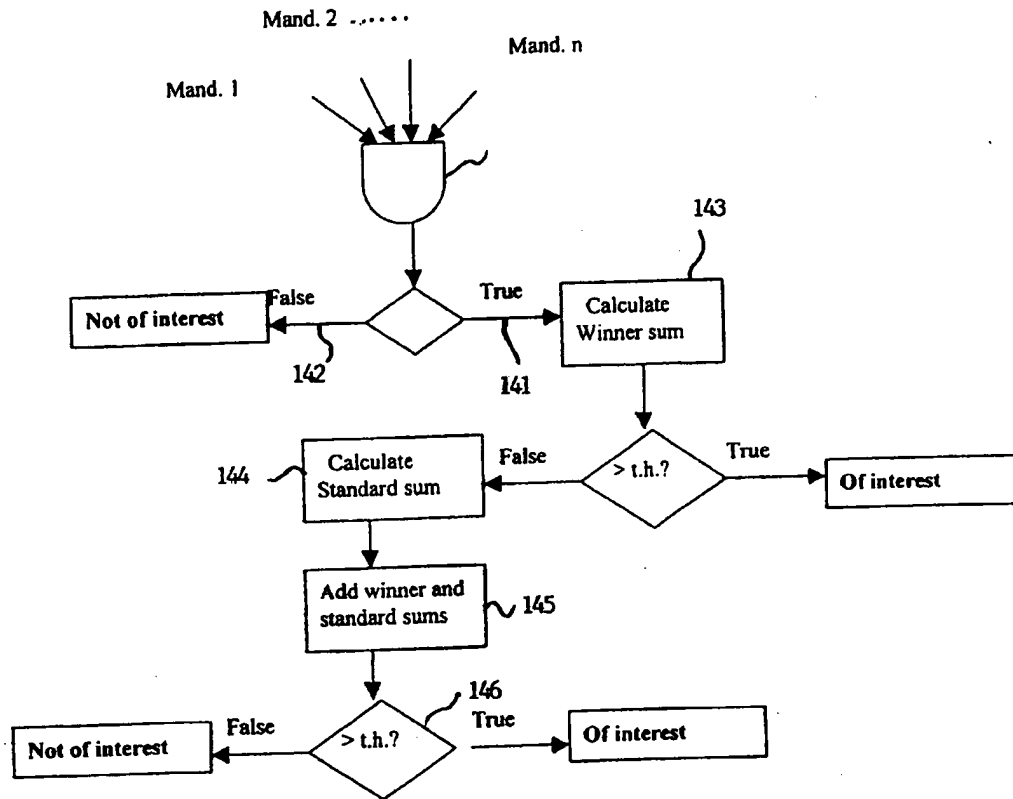 Mand. 2 ......
Mand. n
Mand. 1
143
False
True
Calculate
Winner sum
Not of interest
142
141
144
Calculate
Standard sum
False
> t.h.?
True
Of interest
Add winner and
standard sums
145
146
False
> t.h.?
True
Not of interest
Of interest